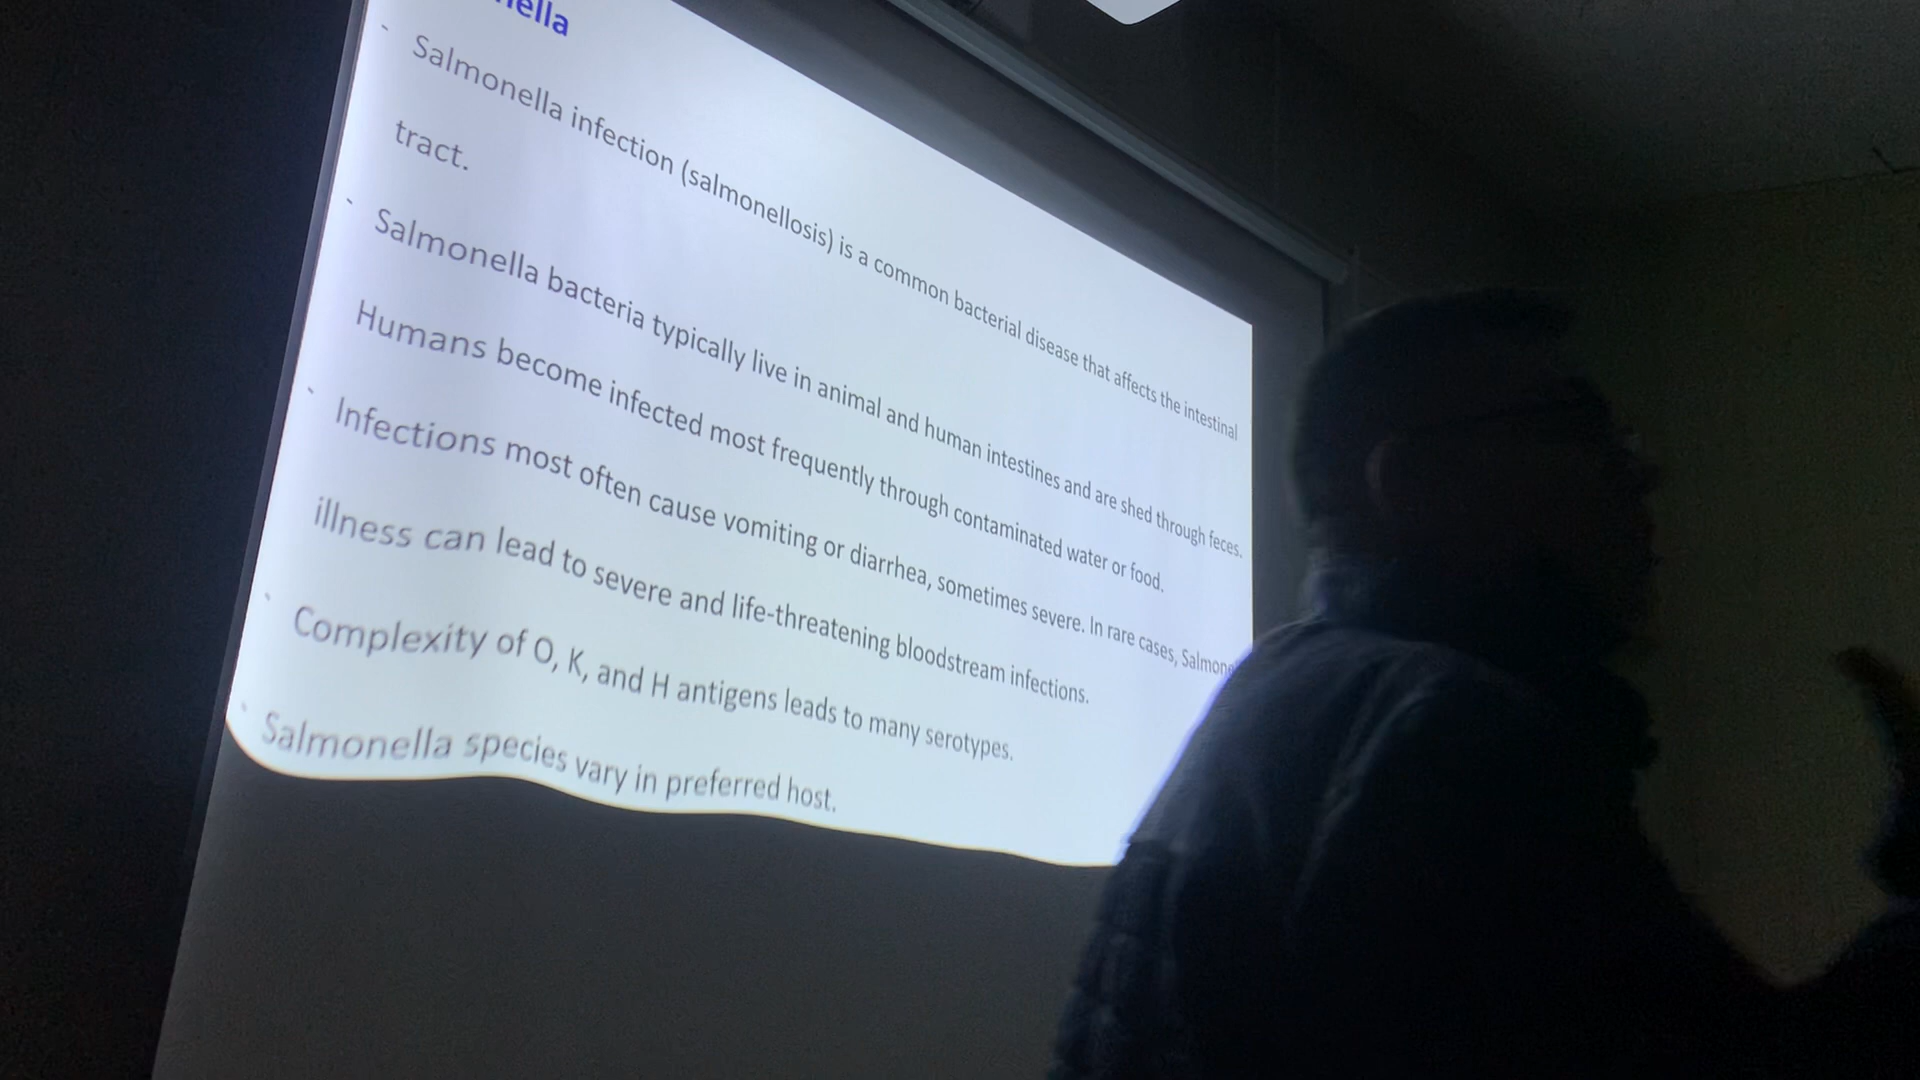 nella
Salmonella infection (salmonellosis) is a common bacterial disease that affects the intestinal
tract.
Salmonella bacteria typically live in animal and human intestines and are shed through feces.
Humans become infected most frequently through contaminated water or food.
Infections most often cause vomiting or diarrhea, sometimes severe. In rare cases, Salmone
illness can lead to severe and life-threatening bloodstream infections.
Complexity of O, K, and H antigens leads to many serotypes.
Salmonella species vary in preferred host.